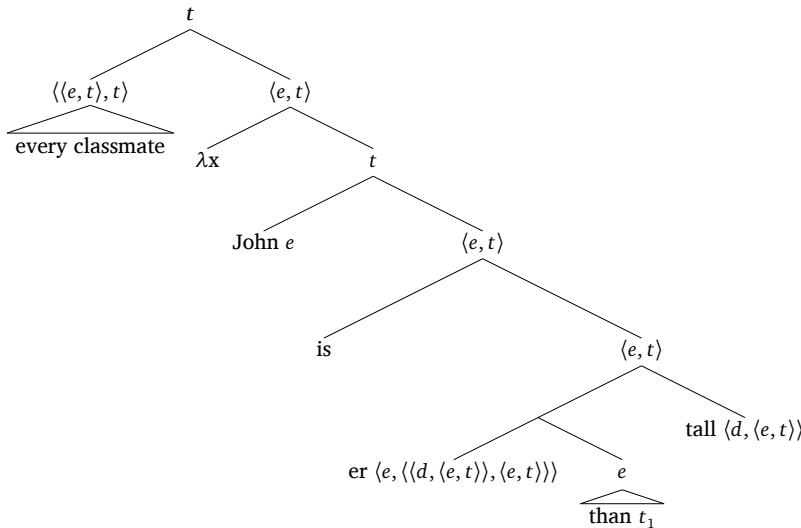 t
⟨⟨e, t⟩, t⟩ ⟨e, t⟩
every classmate λx t
John e ⟨e, t⟩
is ⟨e, t⟩
tall ⟨d, ⟨e, t⟩⟩
er ⟨e, ⟨⟨d, ⟨e, t⟩⟩, ⟨e, t⟩⟩⟩ e
than t₁